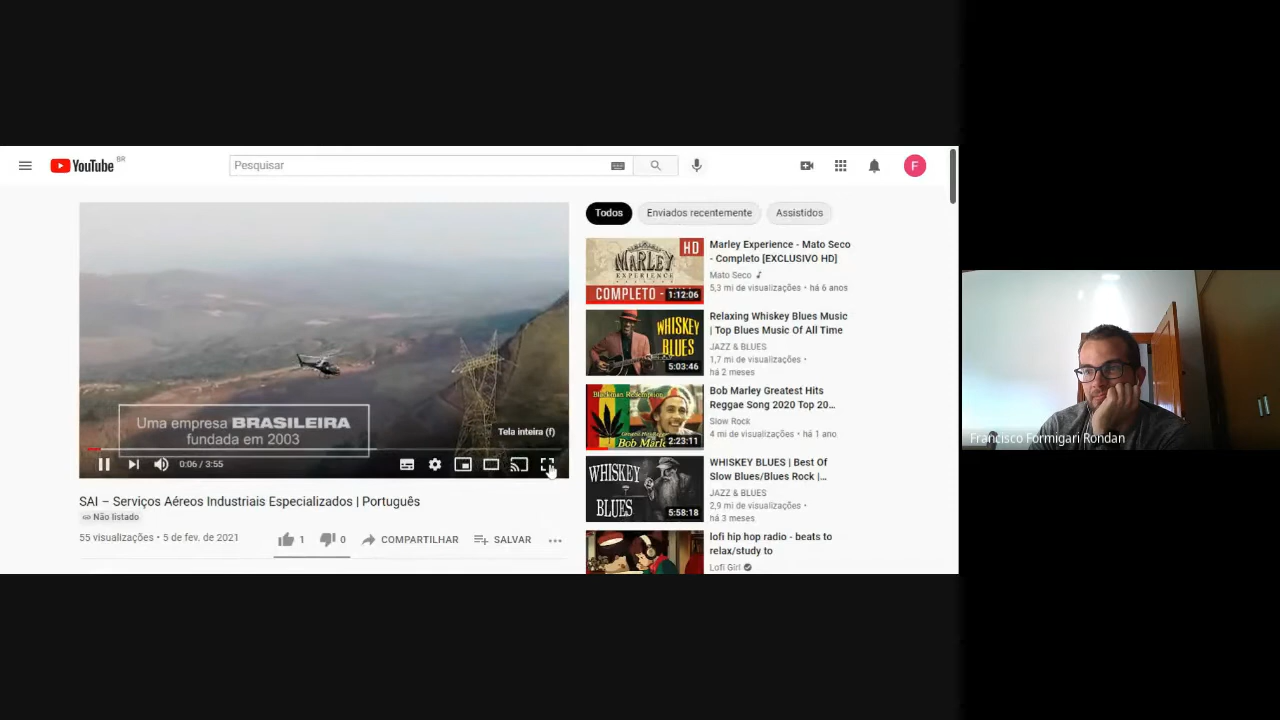 YouTube BR
Pesquisar
F
Uma empresa BRASILEIRA
fundada em 2003
Tela inteira (f)
0:06 / 3:55
SAI – Serviços Aéreos Industriais Especializados | Português
Não listado
55 visualizações • 5 de fev. de 2021
1
0
COMPARTILHAR
SALVAR
Todos
Enviados recentemente
Assistidos
HD
MARLEY
EXPERIENCE
COMPLETO -
1:12:06
Marley Experience - Mato Seco
- Completo [EXCLUSIVO HD]
Mato Seco
5,3 mi de visualizações • há 6 anos
WHISKEY
BLUES
5:03:46
Relaxing Whiskey Blues Music
| Top Blues Music Of All Time
JAZZ & BLUES
1,7 mi de visualizações •
há 2 meses
Blackman Redemption
Bob Marley
2:23:11
Bob Marley Greatest Hits
Reggae Song 2020 Top 20...
Slow Rock
4 mi de visualizações • há 1 ano
WHISKEY
BLUES
5:58:18
WHISKEY BLUES | Best Of
Slow Blues/Blues Rock |...
JAZZ & BLUES
2,9 mi de visualizações •
há 3 meses
lofi hip hop radio - beats to
relax/study to
Lofi Girl
Francisco Formigari Rondan